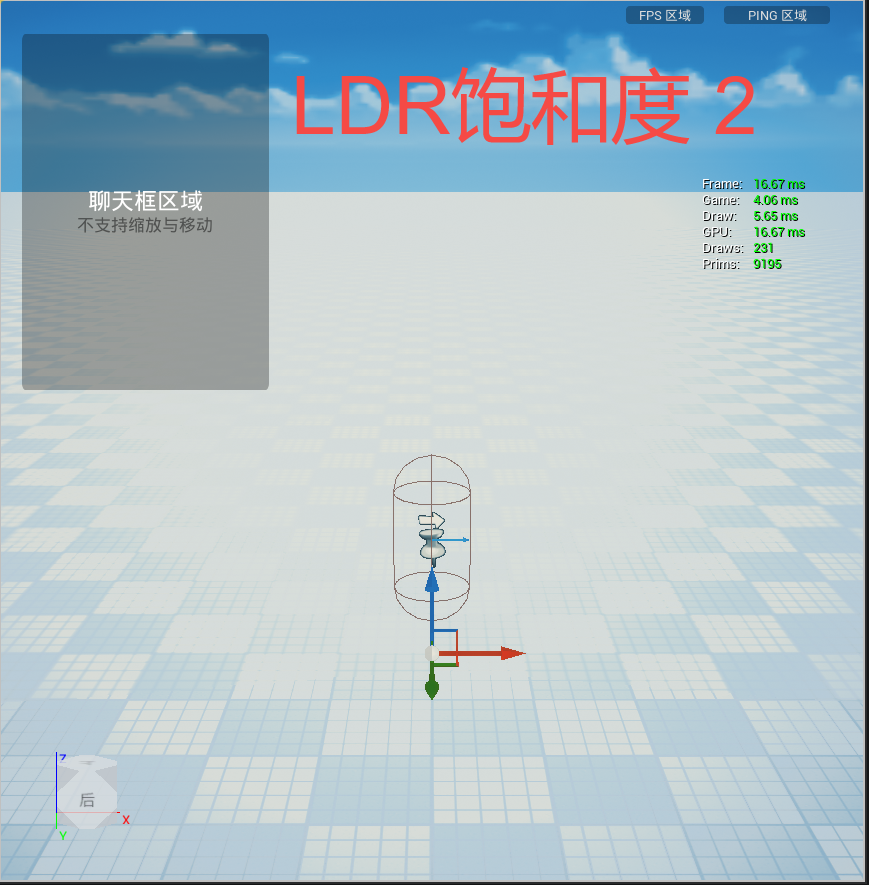 FPS 区域
PING 区域
LDR饱和度 2
Frame: 16.67 ms
Game: 4.06 ms
Draw: 5.65 ms
GPU: 16.67 ms
Draws: 231
Prims: 9195
聊天框区域
不支持缩放与移动
Z
后
X
Y